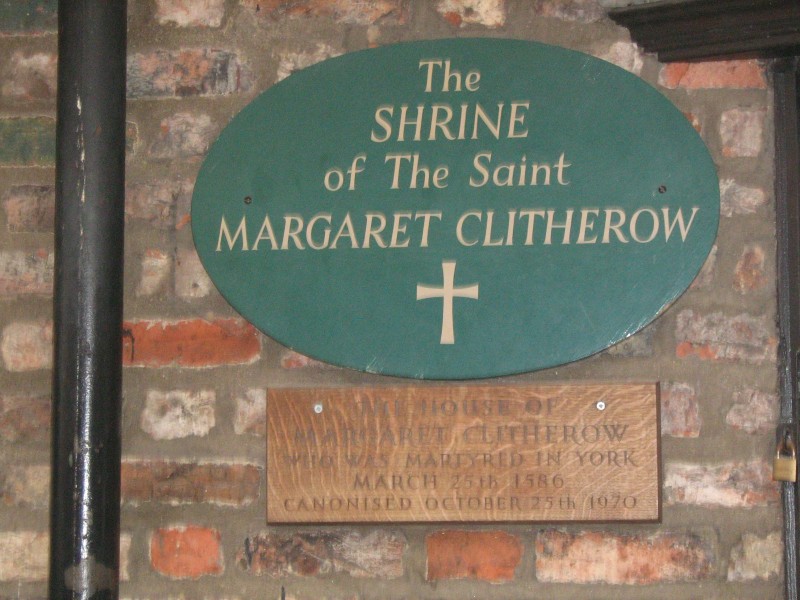 The
SHRINE
of The Saint
MARGARET CLITHEROW
THE HOUSE OF
MARGARET CLITHEROW
WHO WAS MARTYRED IN YORK
MARCH 25th 1586
CANONISED OCTOBER 25th 1970